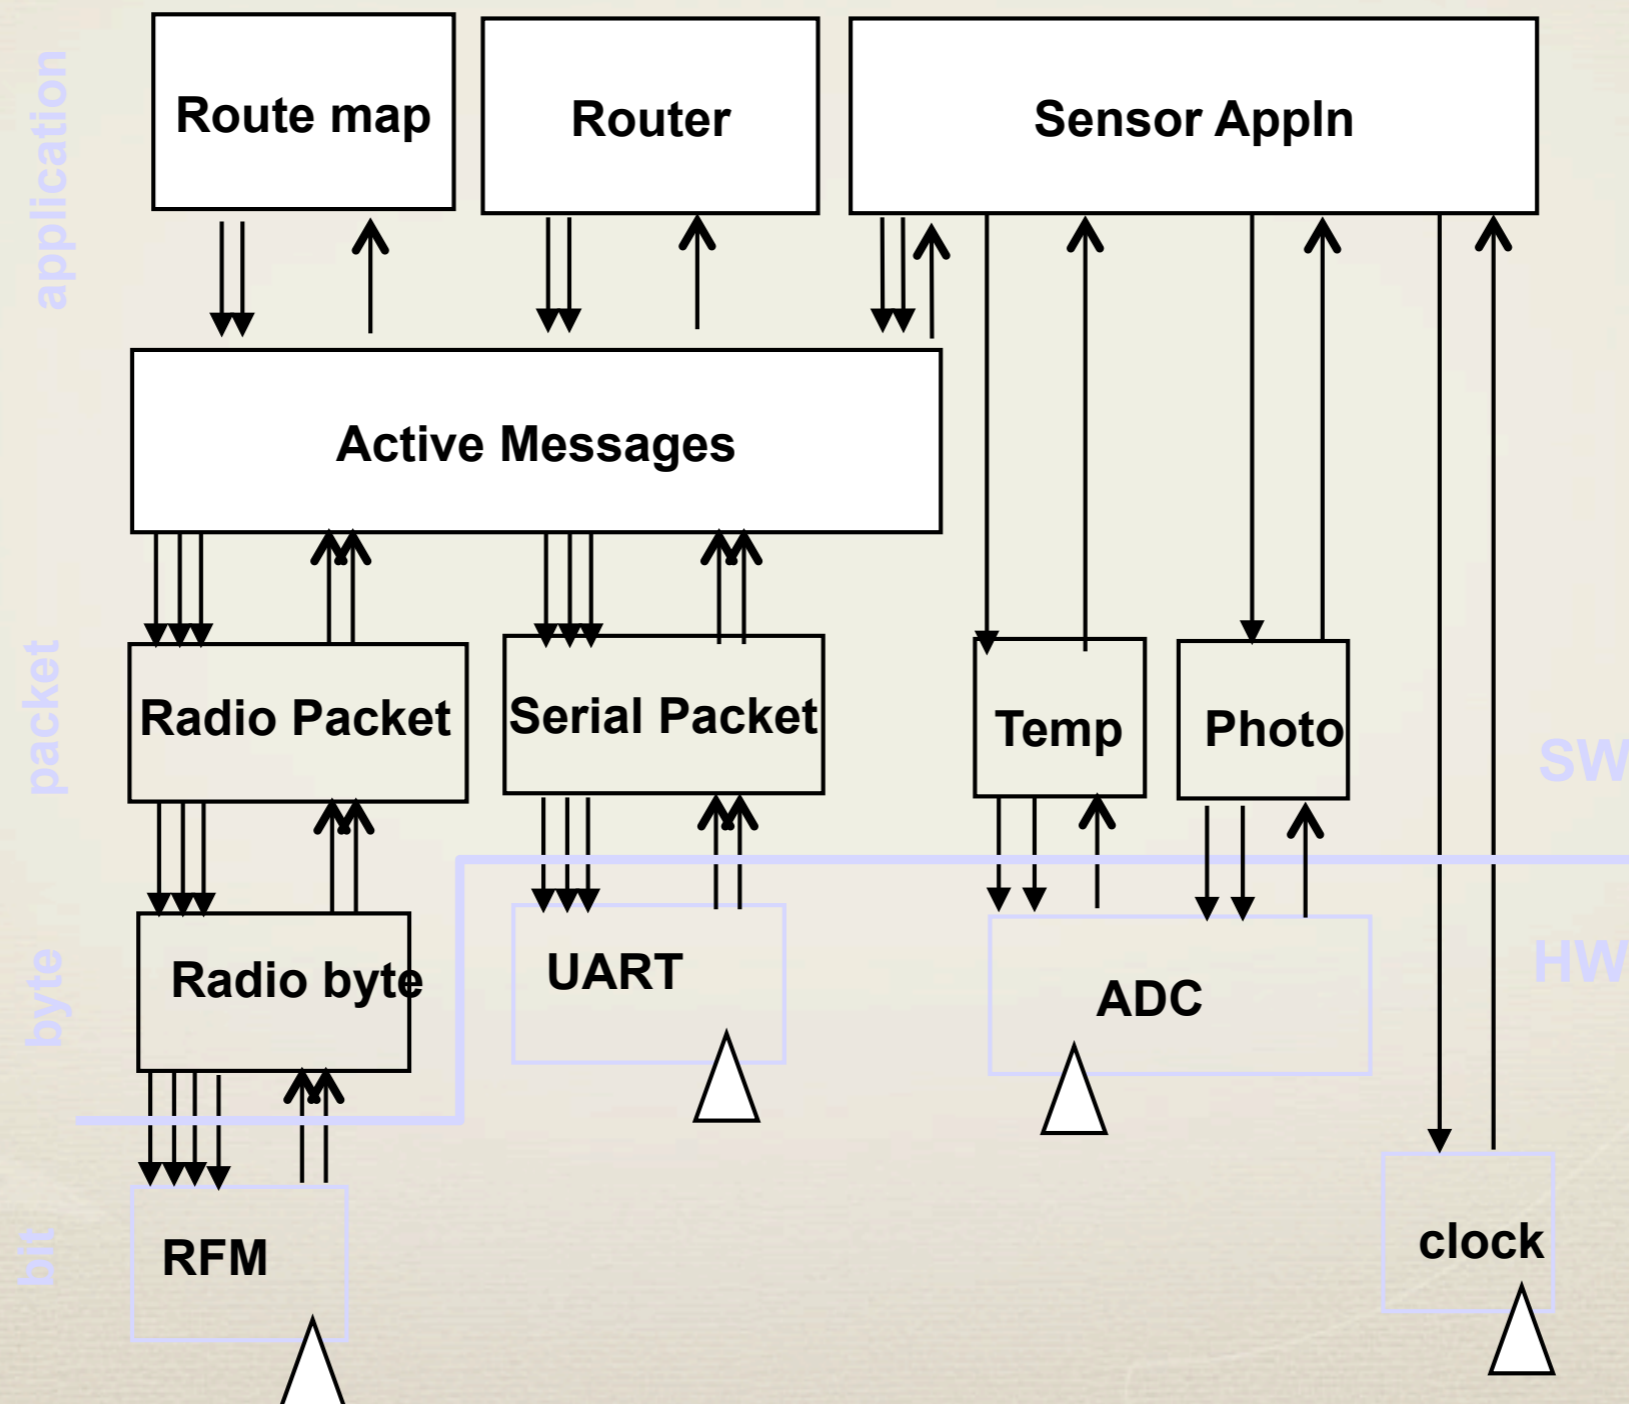 application
Route map
Router
Sensor Appln
Active Messages
packet
Radio Packet
Serial Packet
Temp
Photo
SW
byte
Radio byte
UART
ADC
HW
bit
RFM
clock